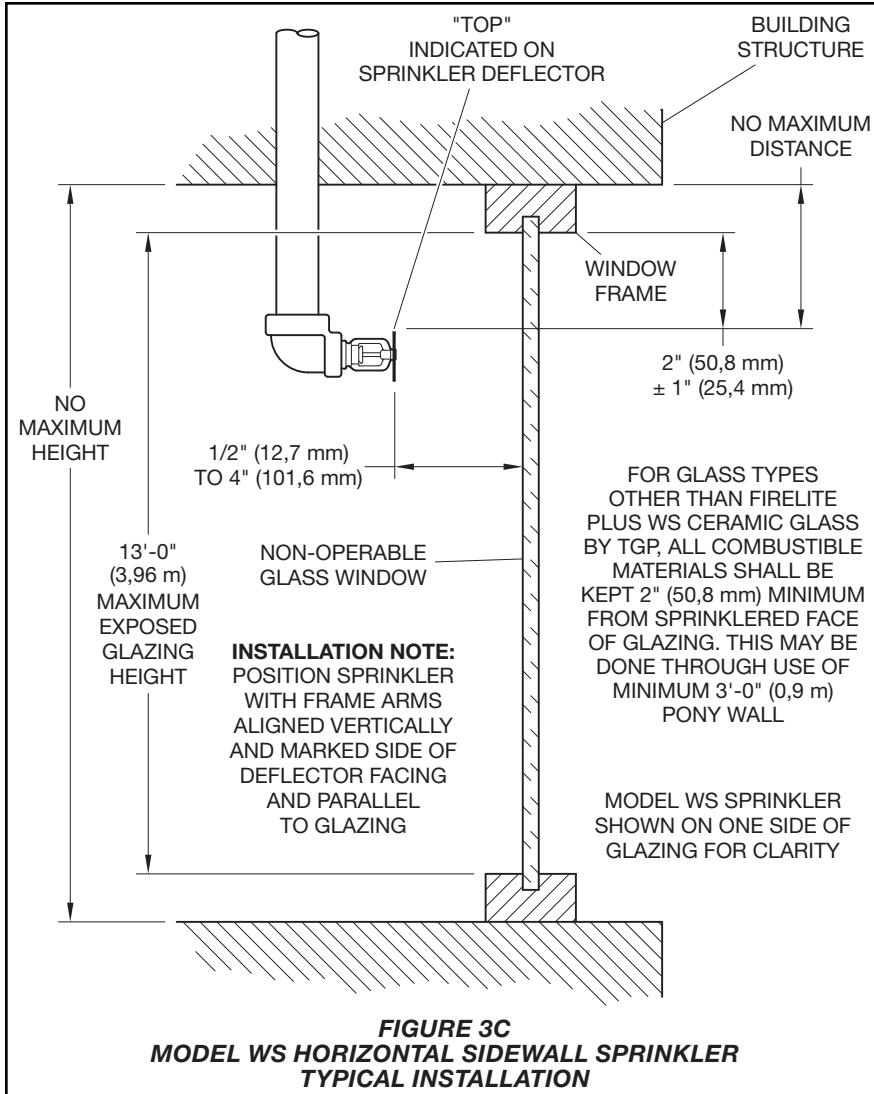 "TOP"
INDICATED ON
SPRINKLER DEFLECTOR
BUILDING
STRUCTURE
NO MAXIMUM
DISTANCE
WINDOW
FRAME
2" (50,8 mm)
± 1" (25,4 mm)
NO
MAXIMUM
HEIGHT
1/2" (12,7 mm)
TO 4" (101,6 mm)
13'-0"
(3,96 m)
MAXIMUM
EXPOSED
GLAZING
HEIGHT
NON-OPERABLE
GLASS WINDOW
INSTALLATION NOTE:
POSITION SPRINKLER
WITH FRAME ARMS
ALIGNED VERTICALLY
AND MARKED SIDE OF
DEFLECTOR FACING
AND PARALLEL
TO GLAZING
FOR GLASS TYPES
OTHER THAN FIRELITE
PLUS WS CERAMIC GLASS
BY TGP, ALL COMBUSTIBLE
MATERIALS SHALL BE
KEPT 2" (50,8 mm) MINIMUM
FROM SPRINKLERED FACE
OF GLAZING. THIS MAY BE
DONE THROUGH USE OF
MINIMUM 3'-0" (0,9 m)
PONY WALL
MODEL WS SPRINKLER
SHOWN ON ONE SIDE OF
GLAZING FOR CLARITY
FIGURE 3C
MODEL WS HORIZONTAL SIDEWALL SPRINKLER
TYPICAL INSTALLATION